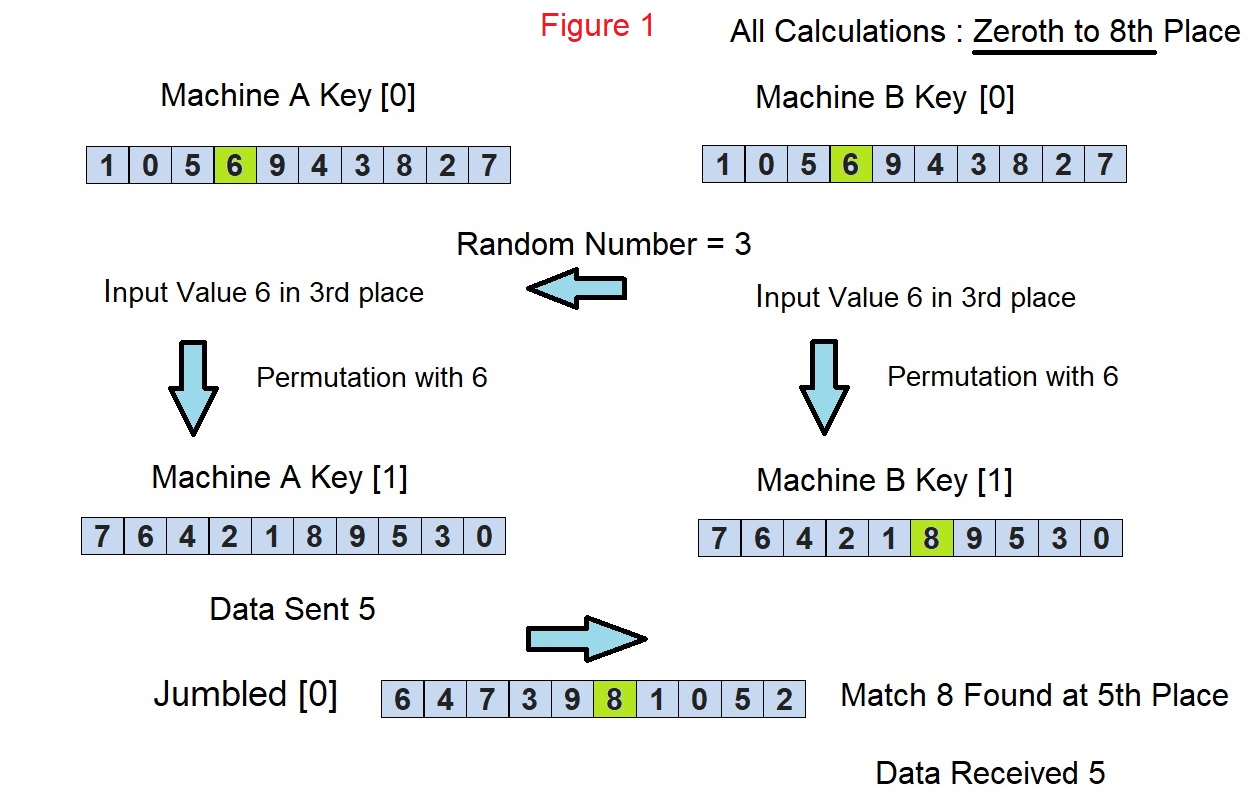 Figure 1
All Calculations : Zeroth to 8th Place
Machine A Key [0]
Machine B Key [0]
1 0 5 6 9 4 3 8 2 7
1 0 5 6 9 4 3 8 2 7
Random Number = 3
Input Value 6 in 3rd place
Input Value 6 in 3rd place
Permutation with 6
Permutation with 6
Machine A Key [1]
Machine B Key [1]
7 6 4 2 1 8 9 5 3 0
7 6 4 2 1 8 9 5 3 0
Data Sent 5
Jumbled [0]
6 4 7 3 9 8 1 0 5 2
Match 8 Found at 5th Place
Data Received 5